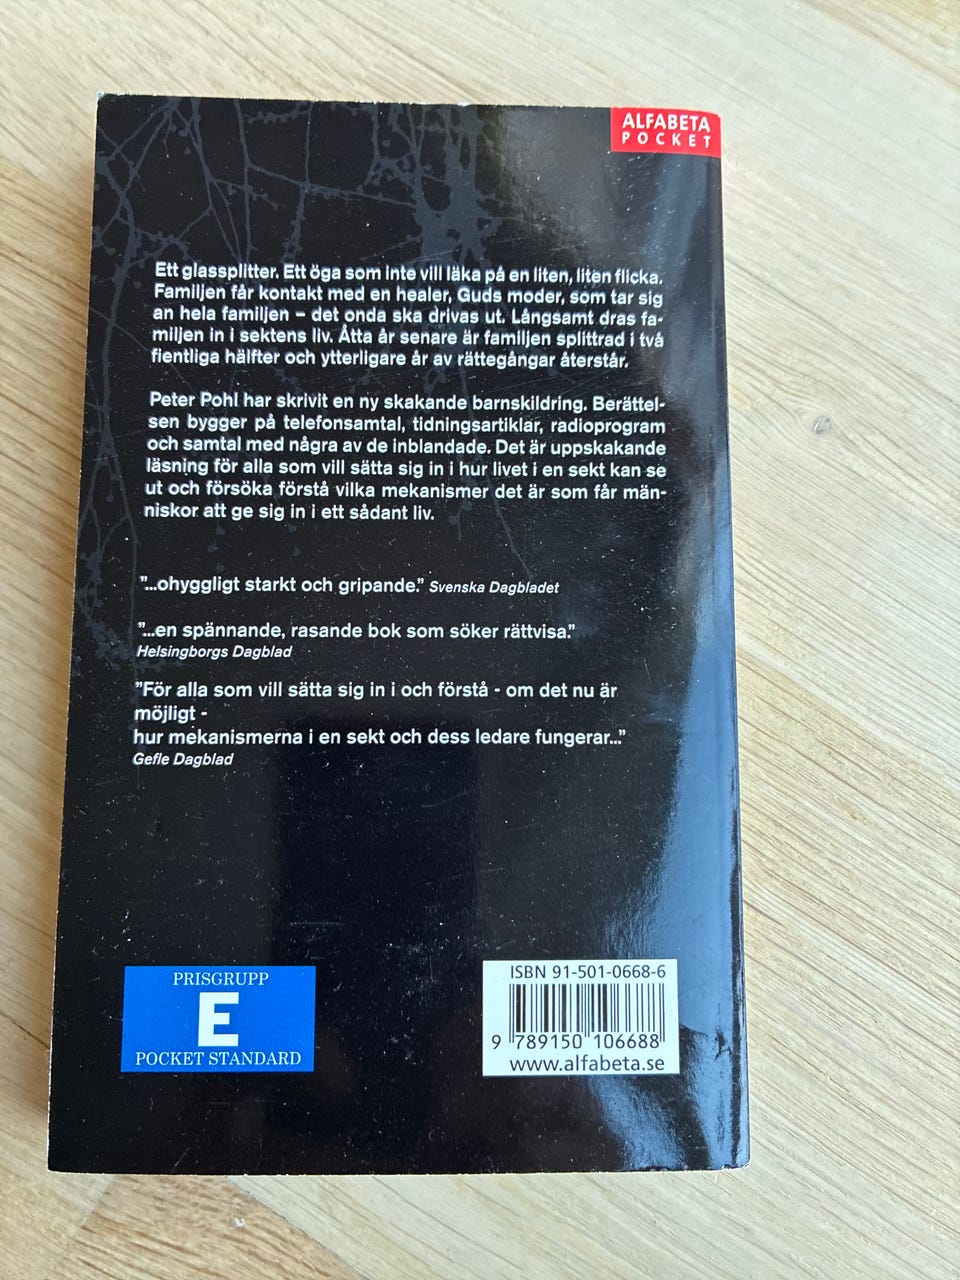 ALFABETA
POCKET
Ett glassplitter. Ett öga som inte vill läka på en liten, liten flicka.
Familjen får kontakt med en healer, Guds moder, som tar sig
an hela familjen – det onda ska drivas ut. Långsamt dras fa-
miljen in i sektens liv. Åtta år senare är familjen splittrad i två
fientliga hälfter och ytterligare år av rättegångar återstår.
Peter Pohl har skrivit en ny skakande barnskildring. Berättel-
sen bygger på telefonsamtal, tidningsartiklar, radioprogram
och samtal med några av de inblandade. Det är uppskakande
läsning för alla som vill sätta sig in i hur livet i en sekt kan se
ut och försöka förstå vilka mekanismer det är som får män-
niskor att ge sig in i ett sådant liv.
”...ohyggligt starkt och gripande.” Svenska Dagbladet
”...en spännande, rasande bok som söker rättvisa.”
Helsingborgs Dagblad
”För alla som vill sätta sig in i och förstå - om det nu är
möjligt -
hur mekanismerna i en sekt och dess ledare fungerar...”
Gefle Dagblad
PRISGRUPP
E
POCKET STANDARD
ISBN 91-501-0668-6
9 789150 106688
www.alfabeta.se